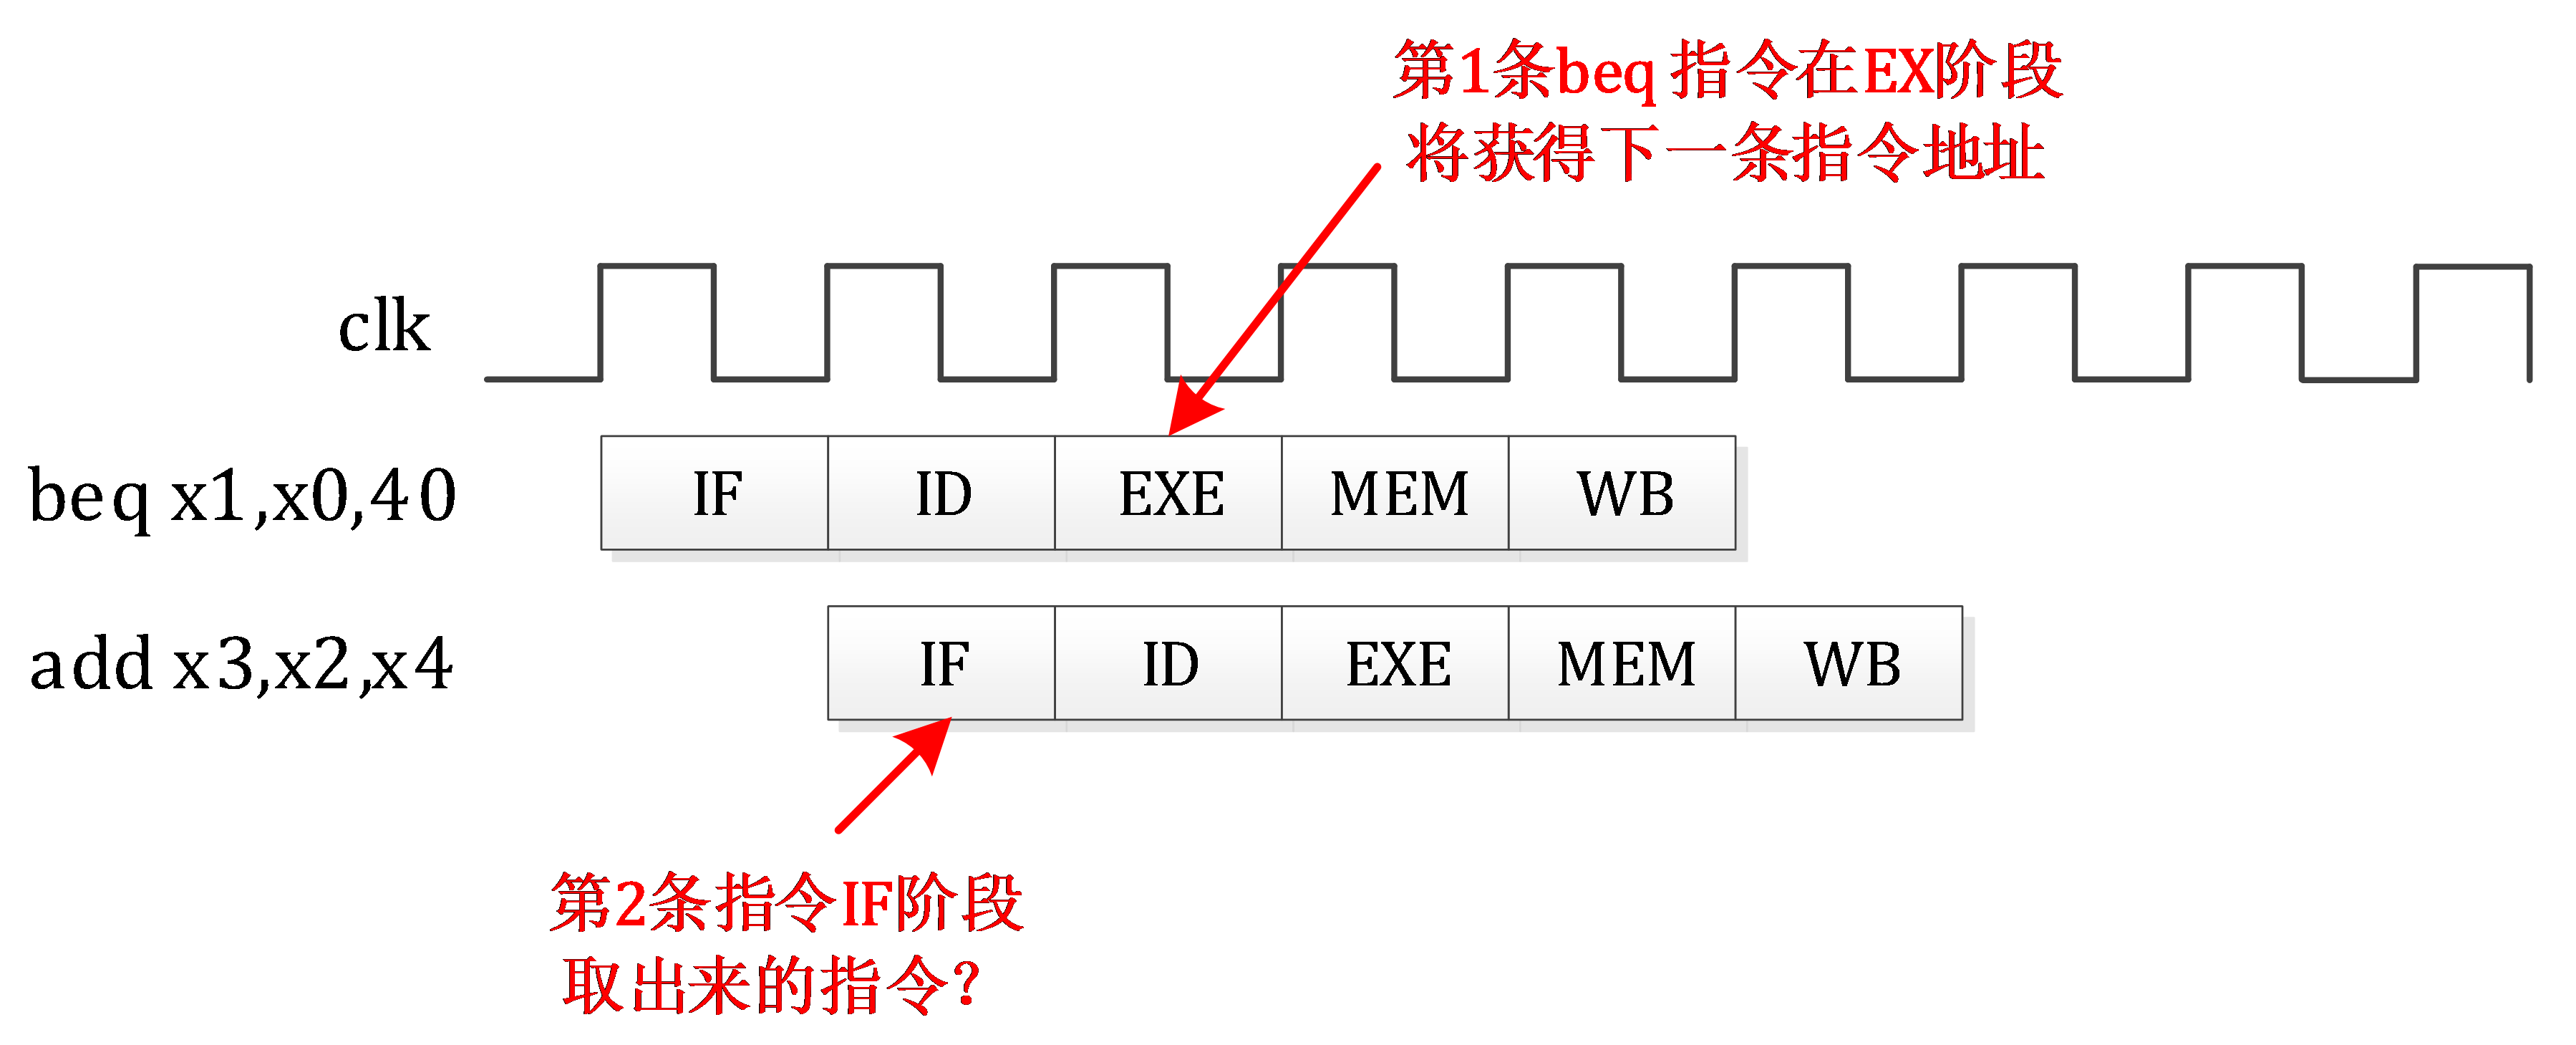 第1条beq 指令在EX阶段
将获得下一条指令地址
clk
beq x1,x0,40
IF ID EXE MEM WB
add x3,x2,x4
IF ID EXE MEM WB
第2条指令IF阶段
取出来的指令?